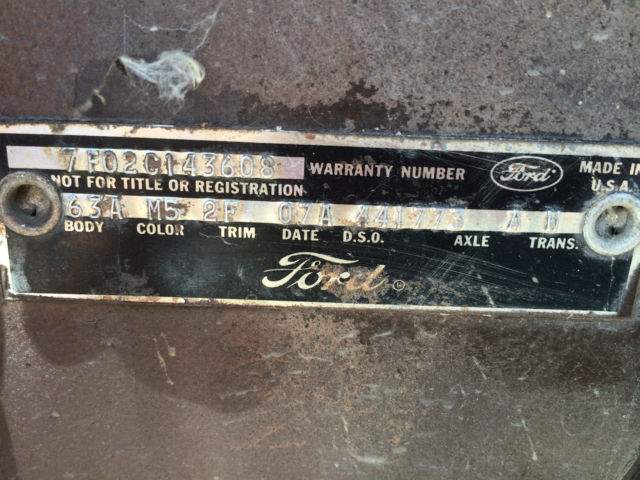 7F02C143608 WARRANTY NUMBER Ford MADE IN
NOT FOR TITLE OR REGISTRATION U.S.A.
63A M5 2F 07A 441773 A W
BODY COLOR TRIM DATE D.S.O. AXLE TRANS.
Ford